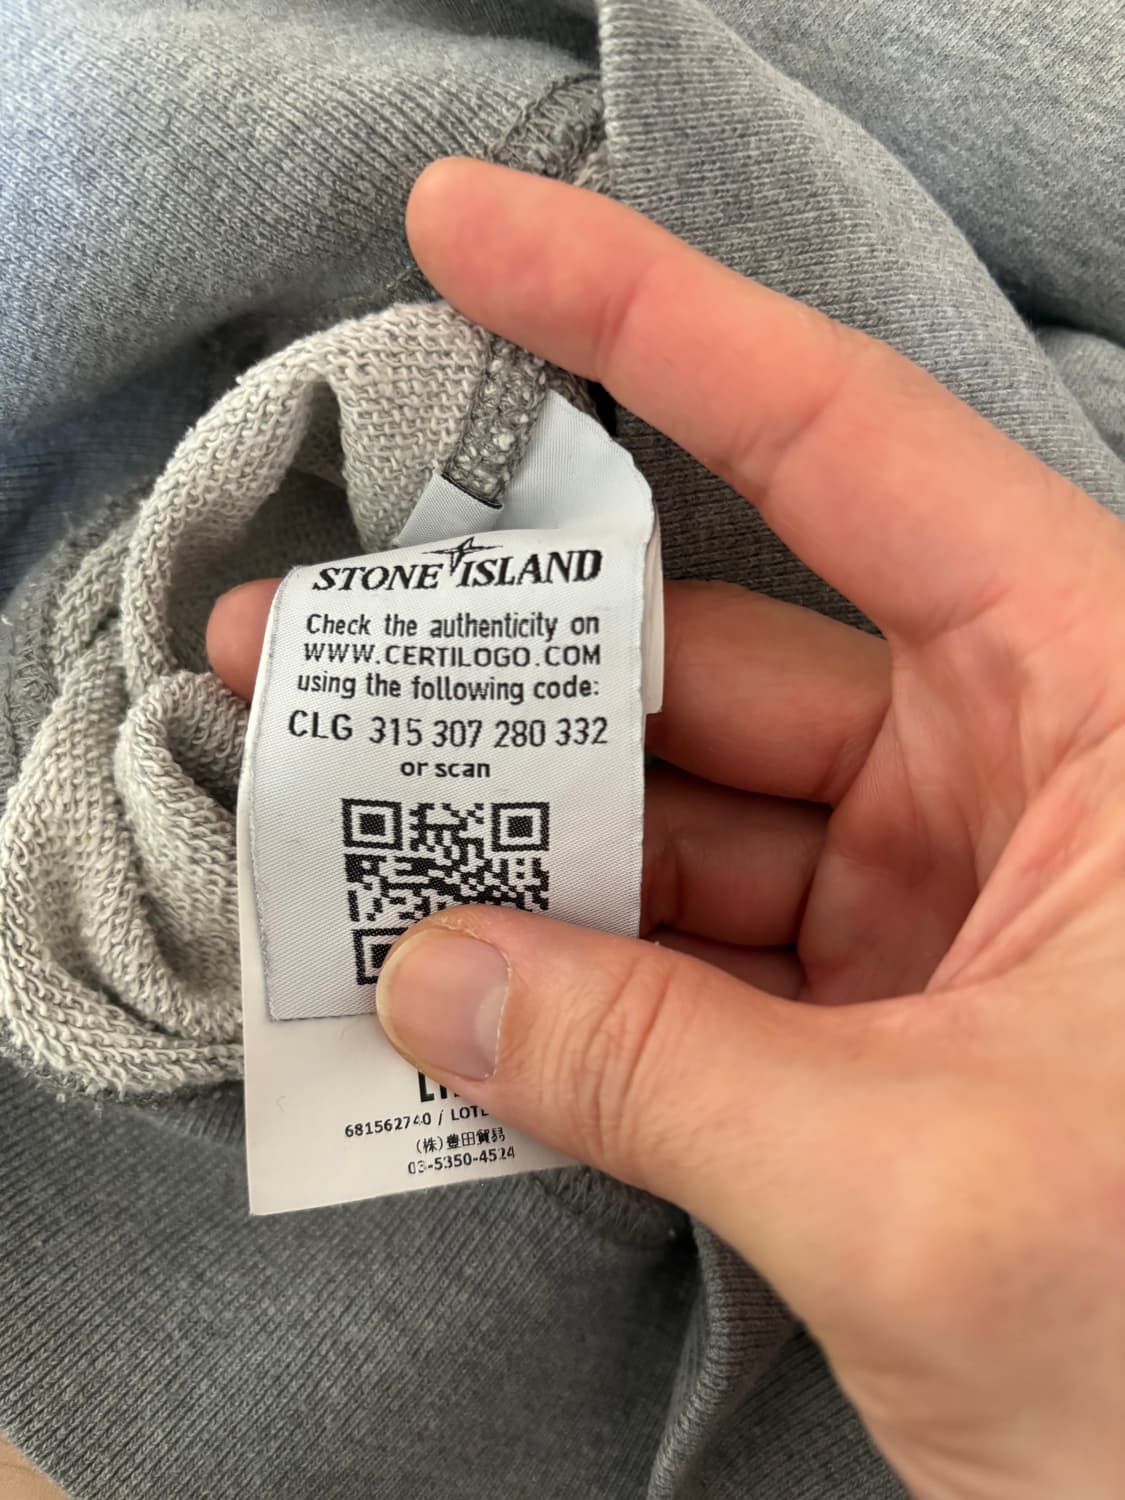 STONE ISLAND
Check the authenticity on
WWW.CERTILOGO.COM
using the following code:
CLG 315 307 280 332
or scan
681562740 / LOT
(株)豊田貿易
03-5350-4524